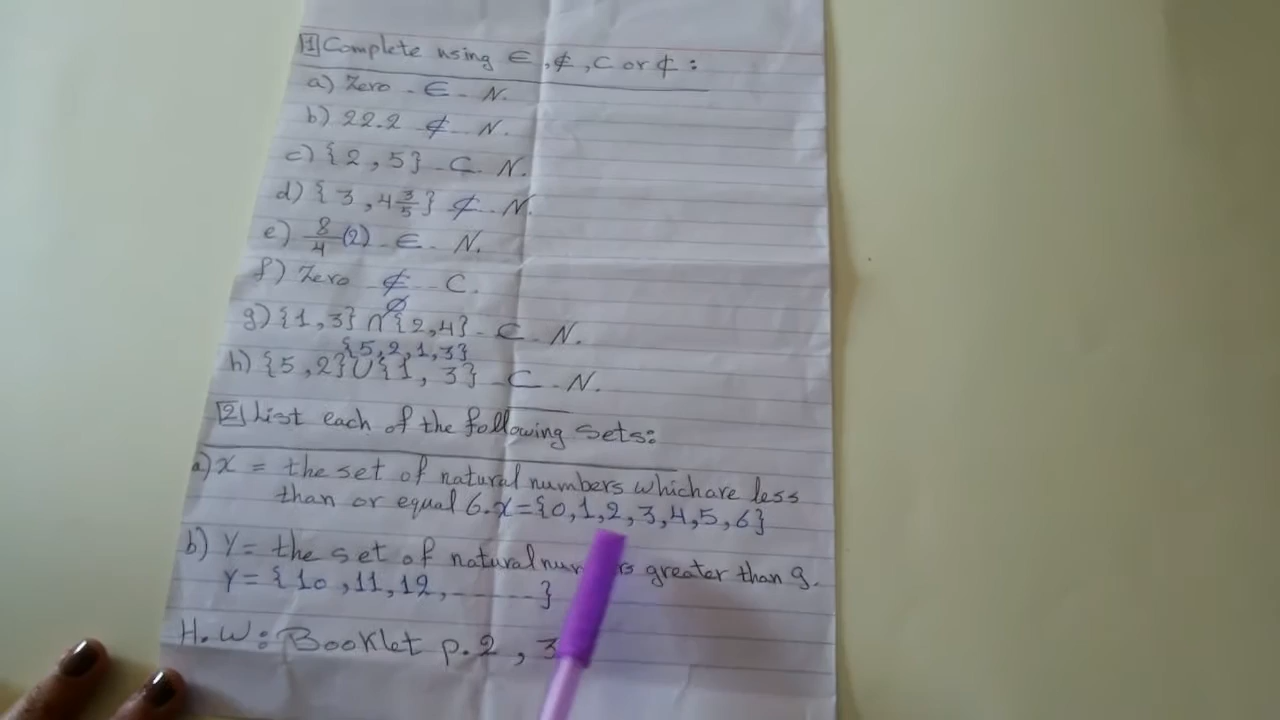 [1] Complete using ∈, ∉, ⊂ or ⊄ :
a) Zero - ∈ - N.
b) 22.2 ∉ - N.
c) {2, 5} - ⊂ - N.
d) {3, 4 3/5} ⊄ - N.
e) 8/4 (2) - ∈ - N.
f) Zero ∉ - C.
∅
g) {1, 3} ∩ {2, 4} - ⊂ - N.
{5, 2, 1, 3}
h) {5, 2} ∪ {1, 3} - ⊂ - N.
[2] List each of the following sets:
a) X = the set of natural numbers which are less
than or equal 6. X = {0, 1, 2, 3, 4, 5, 6}
b) Y = the set of natural greater than 9.
Y = {10, 11, 12, ------}
H.W: Booklet p.2, 3